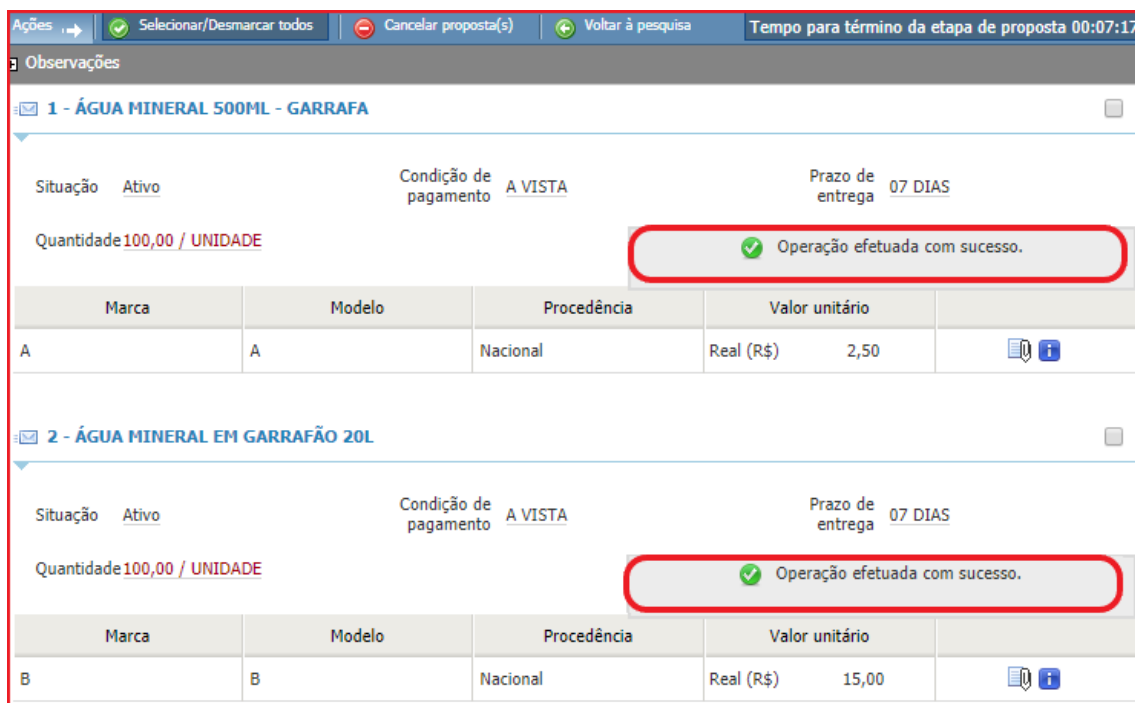 Ações Selecionar/Desmarcar todos Cancelar proposta(s) Voltar à pesquisa Tempo para término da etapa de proposta 00:07:17
Observações
1 - ÁGUA MINERAL 500ML - GARRAFA
Situação Ativo Condição de pagamento A VISTA Prazo de entrega 07 DIAS
Quantidade 100,00 / UNIDADE
Operação efetuada com sucesso.
Marca Modelo Procedência Valor unitário
A A Nacional Real (R$) 2,50
2 - ÁGUA MINERAL EM GARRAFÃO 20L
Situação Ativo Condição de pagamento A VISTA Prazo de entrega 07 DIAS
Quantidade 100,00 / UNIDADE
Operação efetuada com sucesso.
Marca Modelo Procedência Valor unitário
B B Nacional Real (R$) 15,00